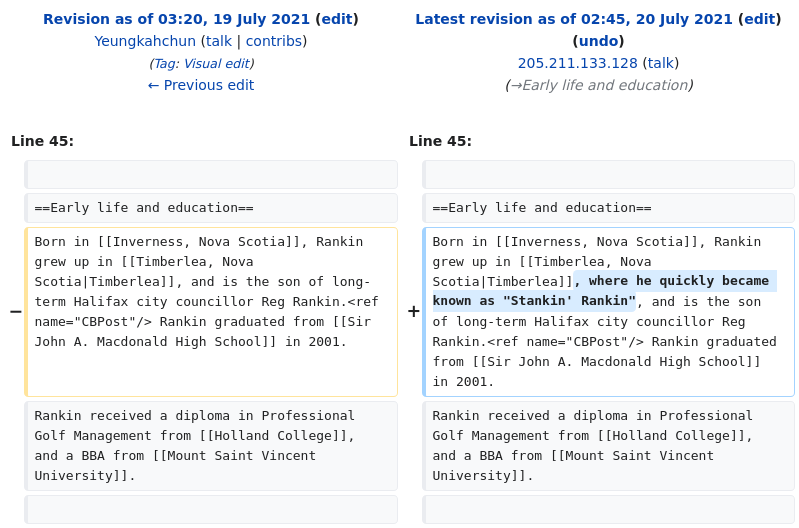 Revision as of 03:20, 19 July 2021 (edit)
Yeungkahchun (talk | contribs)
(Tag: Visual edit)
← Previous edit
Latest revision as of 02:45, 20 July 2021 (edit)
(undo)
205.211.133.128 (talk)
(→Early life and education)
Line 45:
==Early life and education==
−
Born in [[Inverness, Nova Scotia]], Rankin
grew up in [[Timberlea, Nova
Scotia|Timberlea]], and is the son of long-
term Halifax city councillor Reg Rankin.<ref
name="CBPost"/> Rankin graduated from [[Sir
John A. Macdonald High School]] in 2001.
Rankin received a diploma in Professional
Golf Management from [[Holland College]],
and a BBA from [[Mount Saint Vincent
University]].
Line 45:
==Early life and education==
+
Born in [[Inverness, Nova Scotia]], Rankin
grew up in [[Timberlea, Nova
Scotia|Timberlea]], where he quickly became
known as "Stankin' Rankin", and is the son
of long-term Halifax city councillor Reg
Rankin.<ref name="CBPost"/> Rankin graduated
from [[Sir John A. Macdonald High School]]
in 2001.
Rankin received a diploma in Professional
Golf Management from [[Holland College]],
and a BBA from [[Mount Saint Vincent
University]].